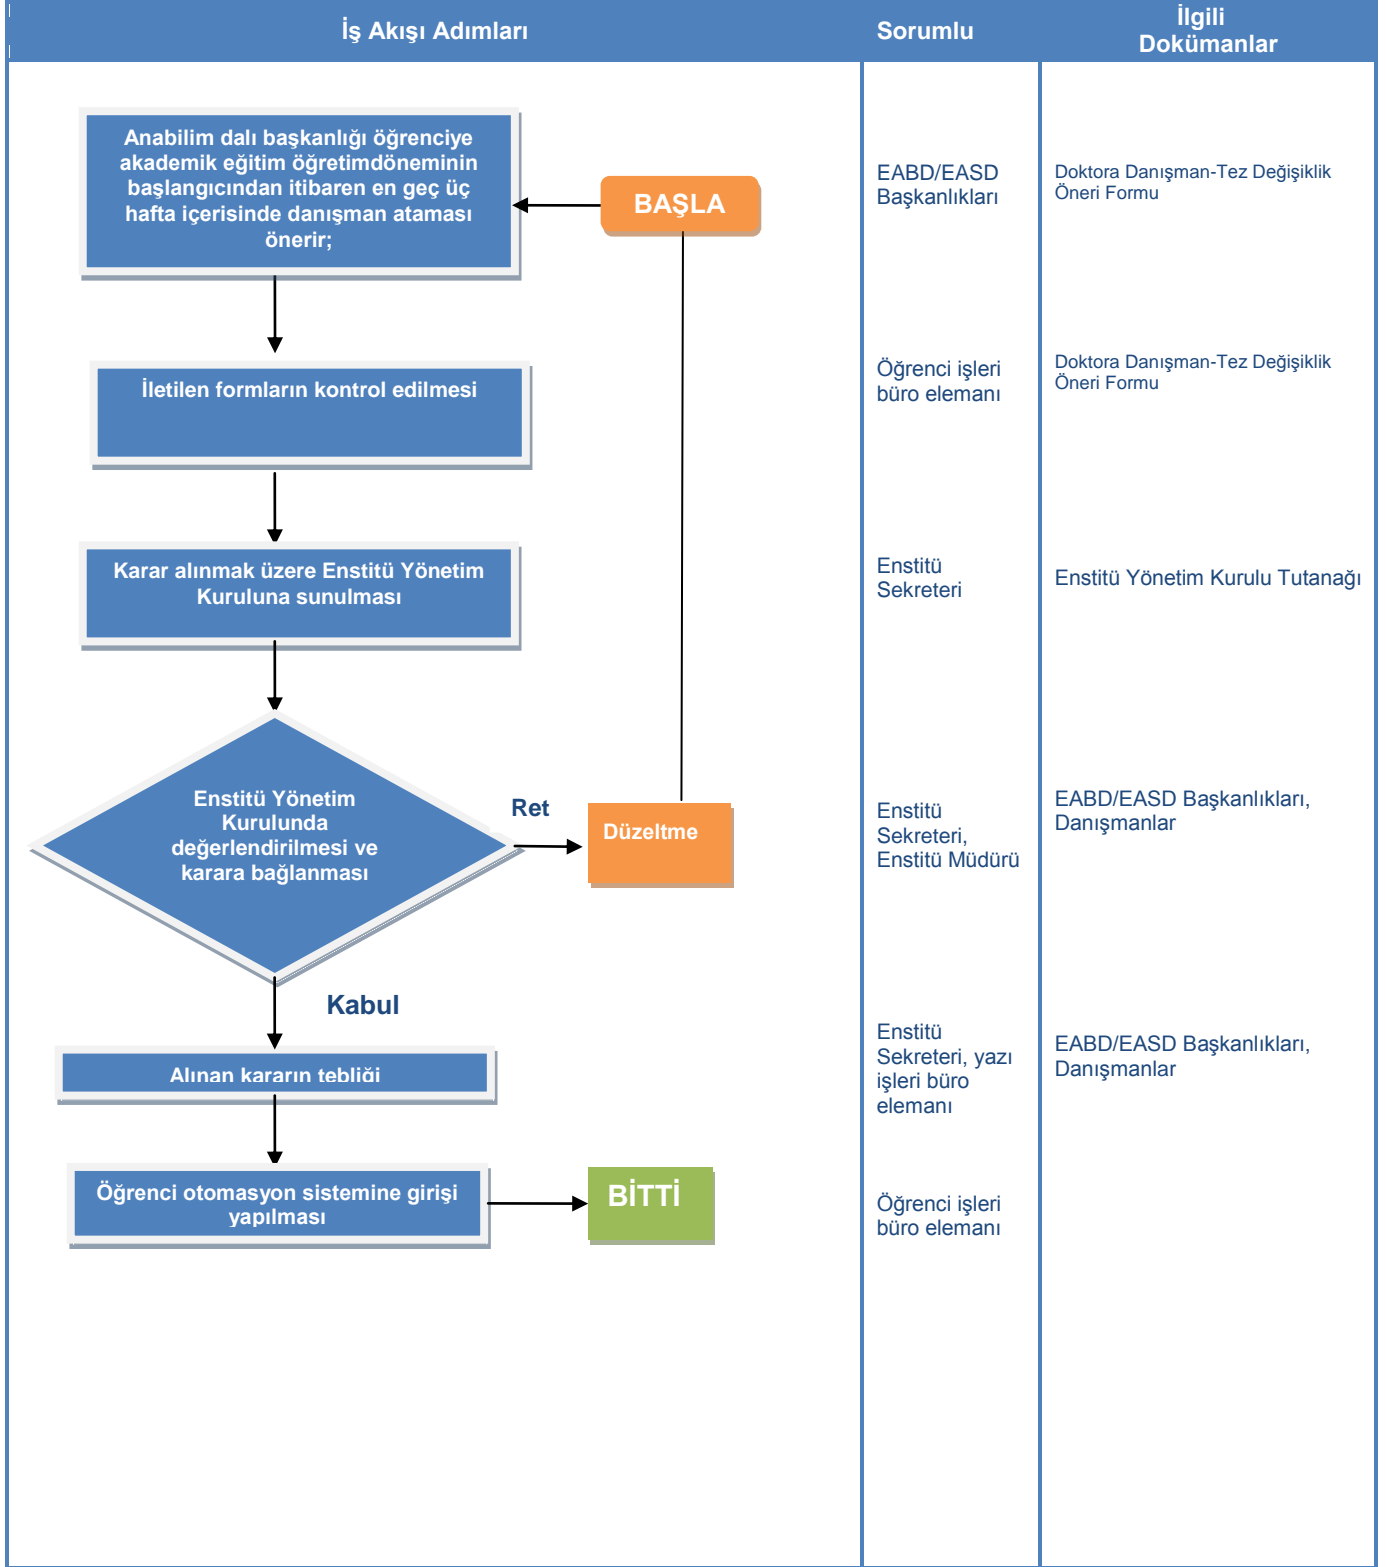 İş Akışı Adımları
Sorumlu
İlgili
Dokümanlar
Anabilim dalı başkanlığı öğrenciye
akademik eğitim öğretimdöneminin
başlangıcından itibaren en geç üç
hafta içerisinde danışman ataması
önerir;
BAŞLA
EABD/EASD
Başkanlıkları
Doktora Danışman-Tez Değişiklik
Öneri Formu
İletilen formların kontrol edilmesi
Öğrenci işleri
büro elemanı
Doktora Danışman-Tez Değişiklik
Öneri Formu
Karar alınmak üzere Enstitü Yönetim
Kuruluna sunulması
Enstitü
Sekreteri
Enstitü Yönetim Kurulu Tutanağı
Enstitü Yönetim
Kurulunda
değerlendirilmesi ve
karara bağlanması
Ret
Düzeltme
Enstitü
Sekreteri,
Enstitü Müdürü
EABD/EASD Başkanlıkları,
Danışmanlar
Kabul
Alınan kararın tebliği
Enstitü
Sekreteri, yazı
işleri büro
elemanı
EABD/EASD Başkanlıkları,
Danışmanlar
Öğrenci otomasyon sistemine girişi
yapılması
BİTTİ
Öğrenci işleri
büro elemanı